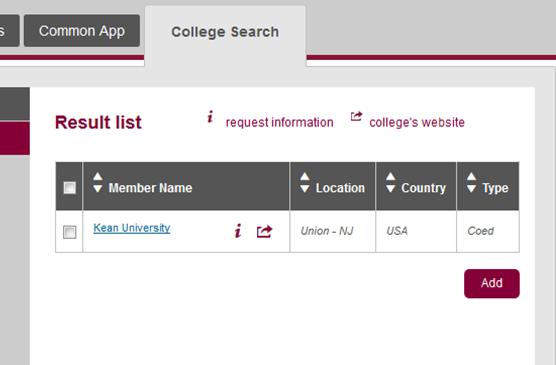 s
Common App
College Search
Result list
i request information
college's website
Member Name Location Country Type
Kean University i Union - NJ USA Coed
Add